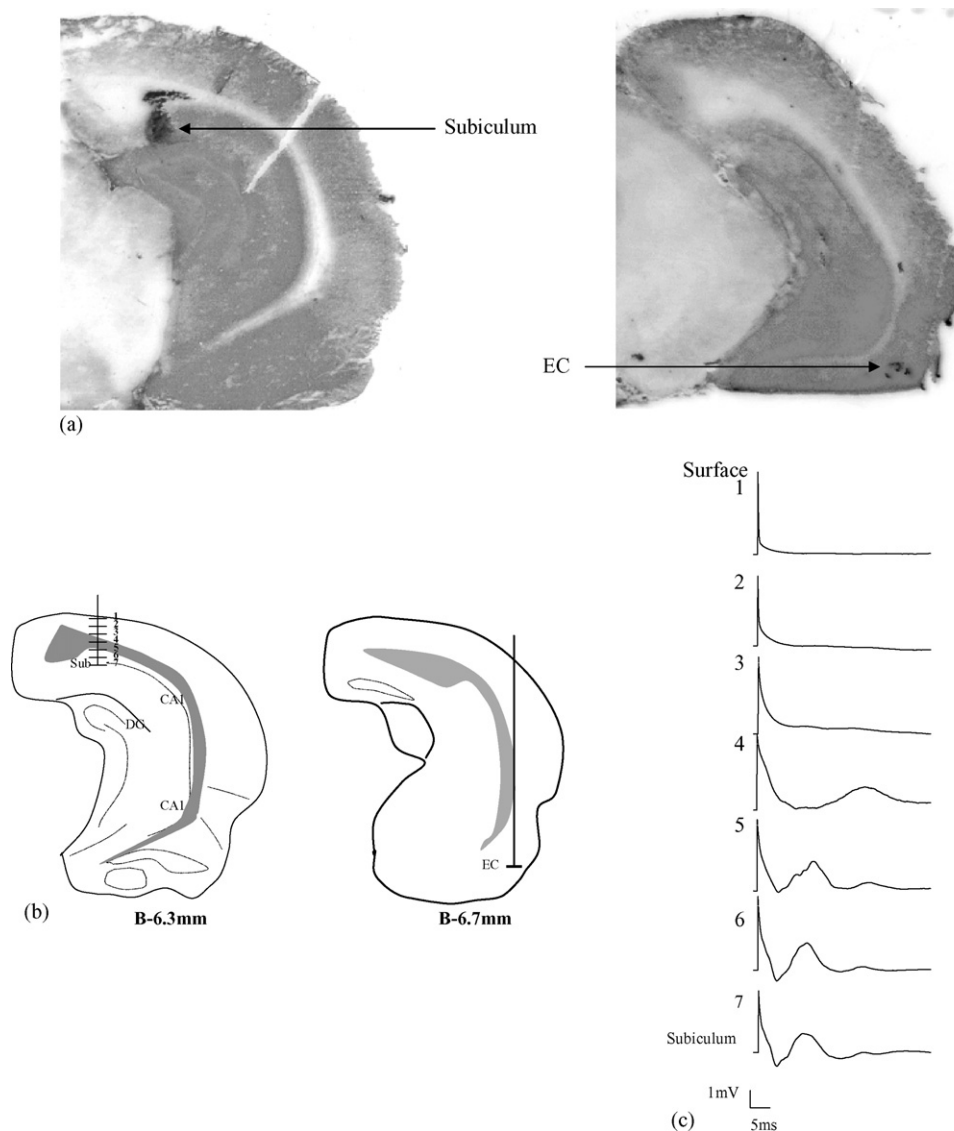 Subiculum
EC
(a)
Surface
1
2
3
4
5
6
7
Subiculum
1mV
5ms
(c)
Sub
7
CA1
DG
CA1
(b)
B-6.3mm
EC
B-6.7mm